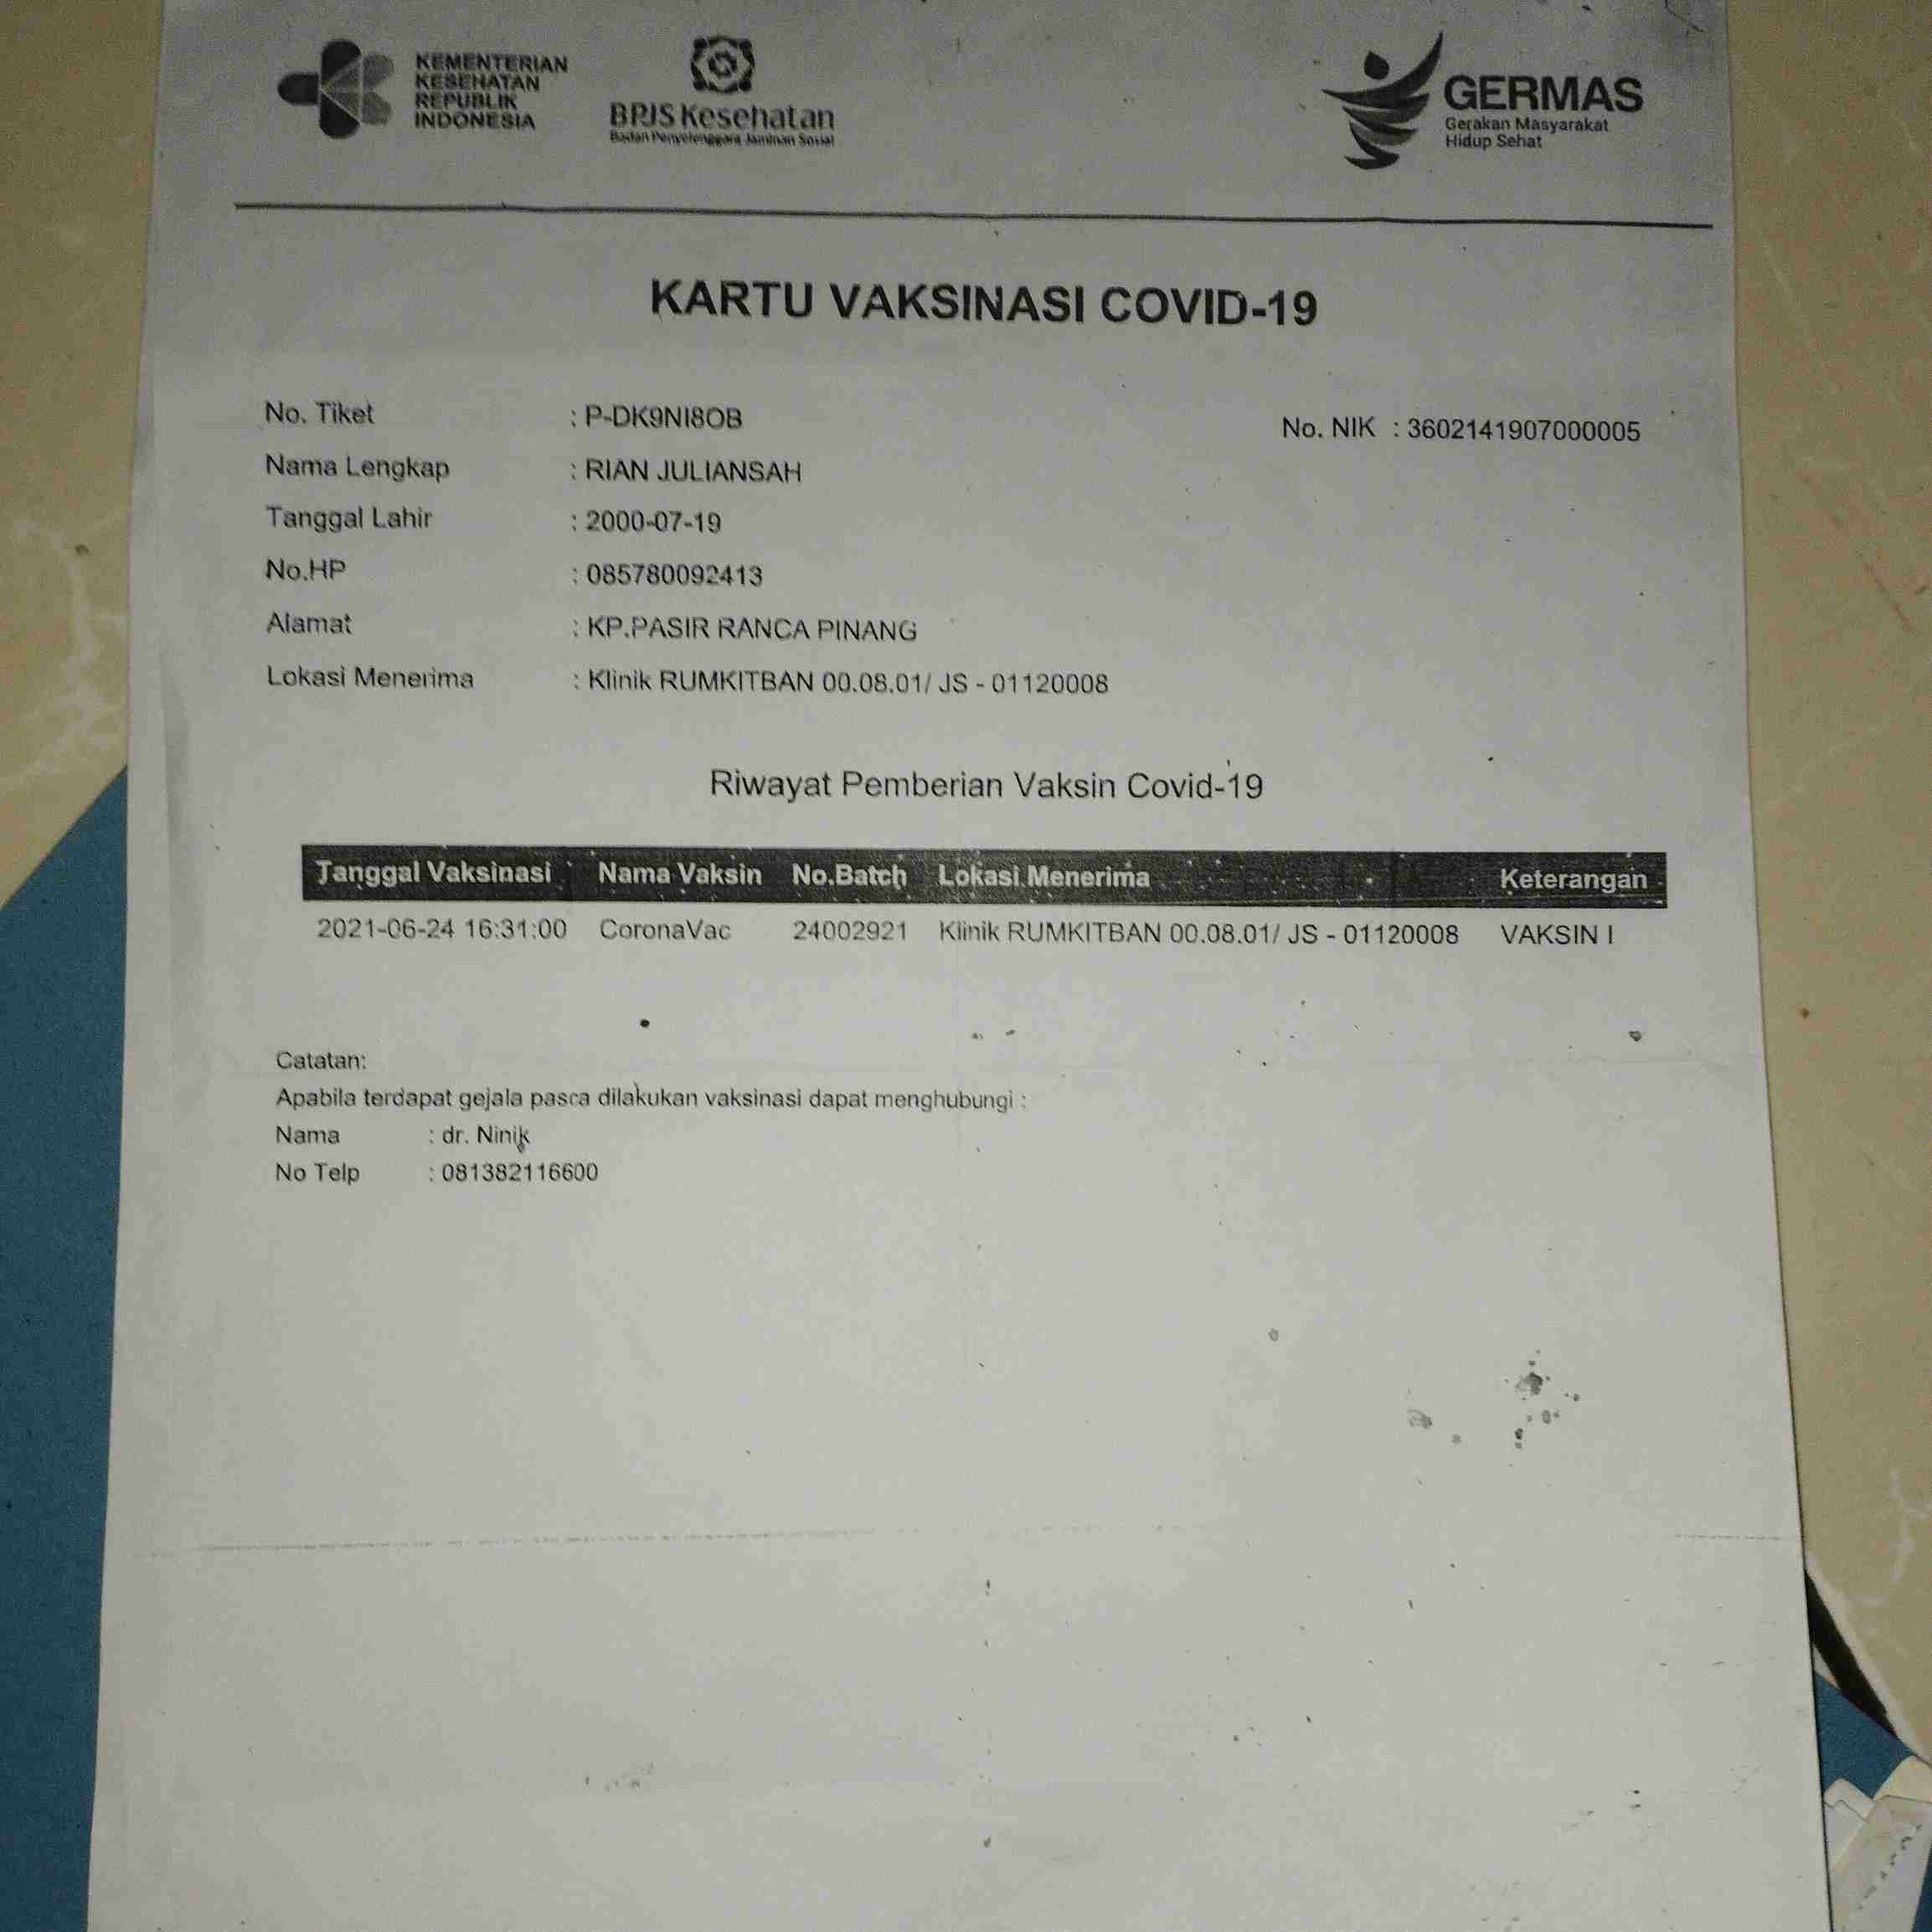 KEMENTERIAN
KESEHATAN
REPUBLIK
INDONESIA
BPJS Kesehatan
Badan Penyelenggara Jaminan Sosial
GERMAS
Gerakan Masyarakat
Hidup Sehat
KARTU VAKSINASI COVID-19
No. Tiket : P-DK9NI8OB No. NIK : 3602141907000005
Nama Lengkap : RIAN JULIANSAH
Tanggal Lahir : 2000-07-19
No.HP : 085780092413
Alamat : KP.PASIR RANCA PINANG
Lokasi Menerima : Klinik RUMKITBAN 00.08.01/ JS - 01120008
Riwayat Pemberian Vaksin Covid-19
Tanggal Vaksinasi Nama Vaksin No.Batch Lokasi Menerima Keterangan
2021-06-24 16:31:00 CoronaVac 24002921 Klinik RUMKITBAN 00.08.01/ JS - 01120008 VAKSIN I
Catatan:
Apabila terdapat gejala pasca dilakukan vaksinasi dapat menghubungi :
Nama : dr. Ninik
No Telp : 081382116600